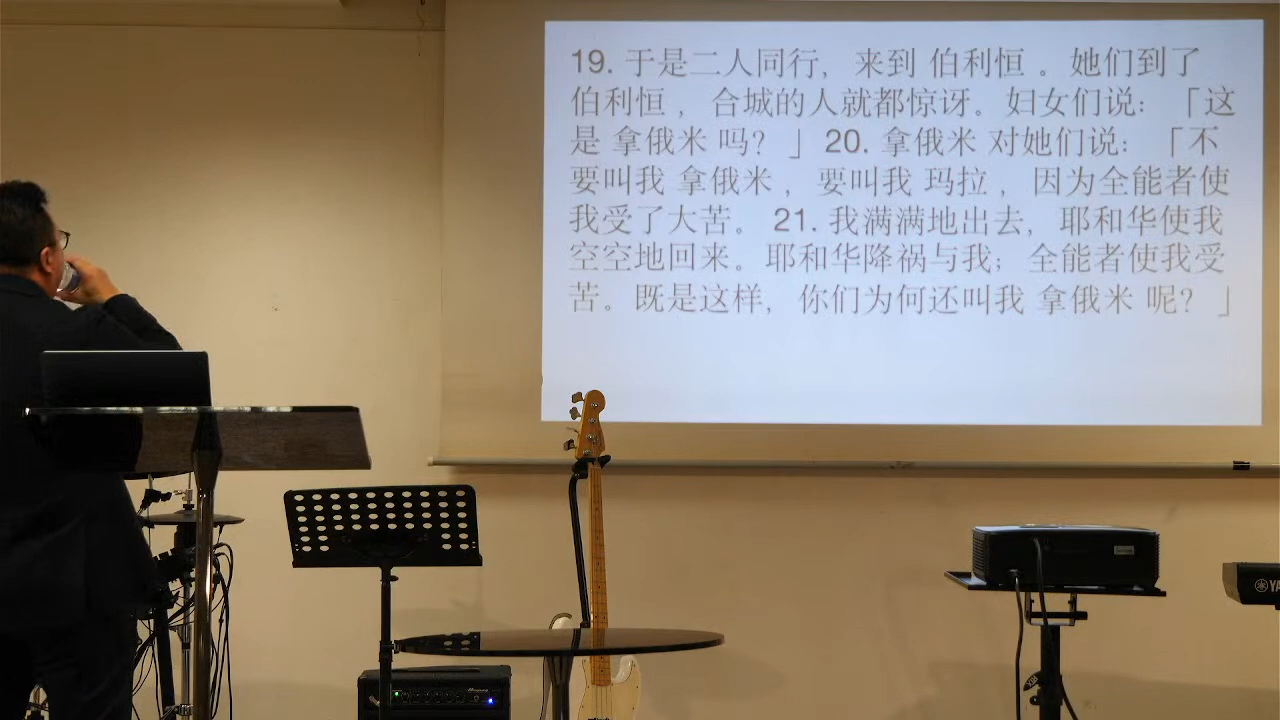 19. 于是二人同行，来到 伯利恒 。她们到了
伯利恒 ，合城的人就都惊讶。妇女们说：「这
是 拿俄米 吗？」20. 拿俄米 对她们说：「不
要叫我 拿俄米 ，要叫我 玛拉 ，因为全能者使
我受了大苦。21. 我满满地出去，耶和华使我
空空地回来。耶和华降祸与我；全能者使我受
苦。既是这样，你们为何还叫我 拿俄米 呢？」